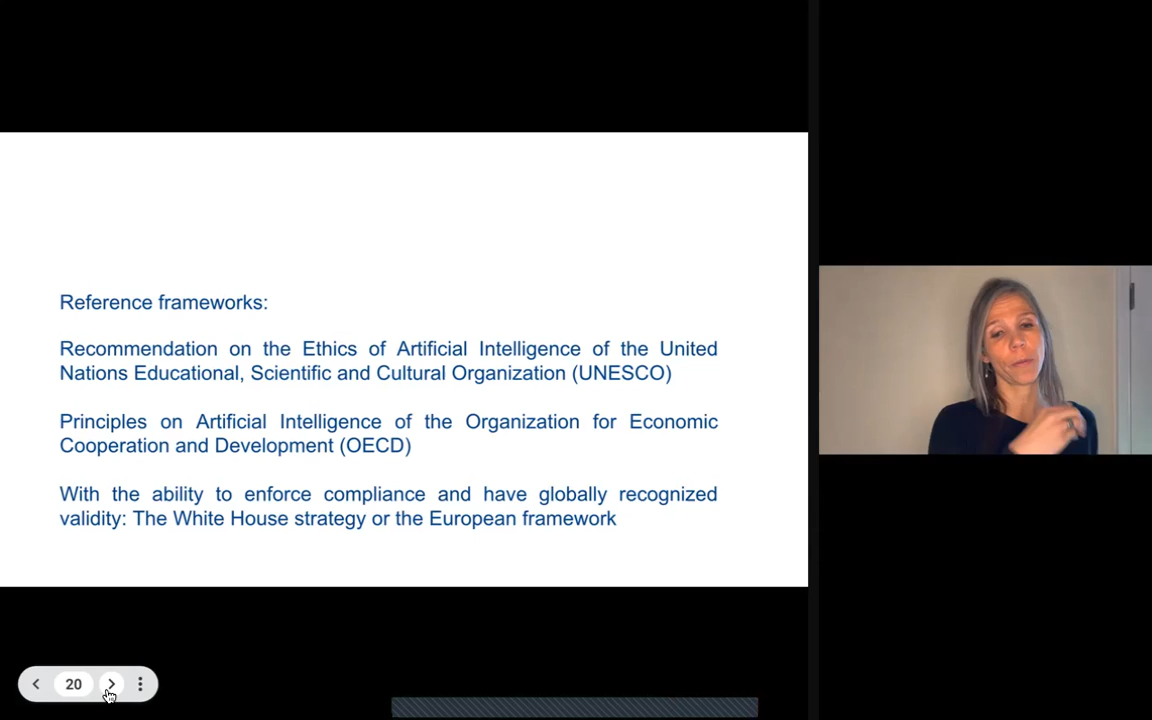 Reference frameworks:
Recommendation on the Ethics of Artificial Intelligence of the United
Nations Educational, Scientific and Cultural Organization (UNESCO)
Principles on Artificial Intelligence of the Organization for Economic
Cooperation and Development (OECD)
With the ability to enforce compliance and have globally recognized
validity: The White House strategy or the European framework
20